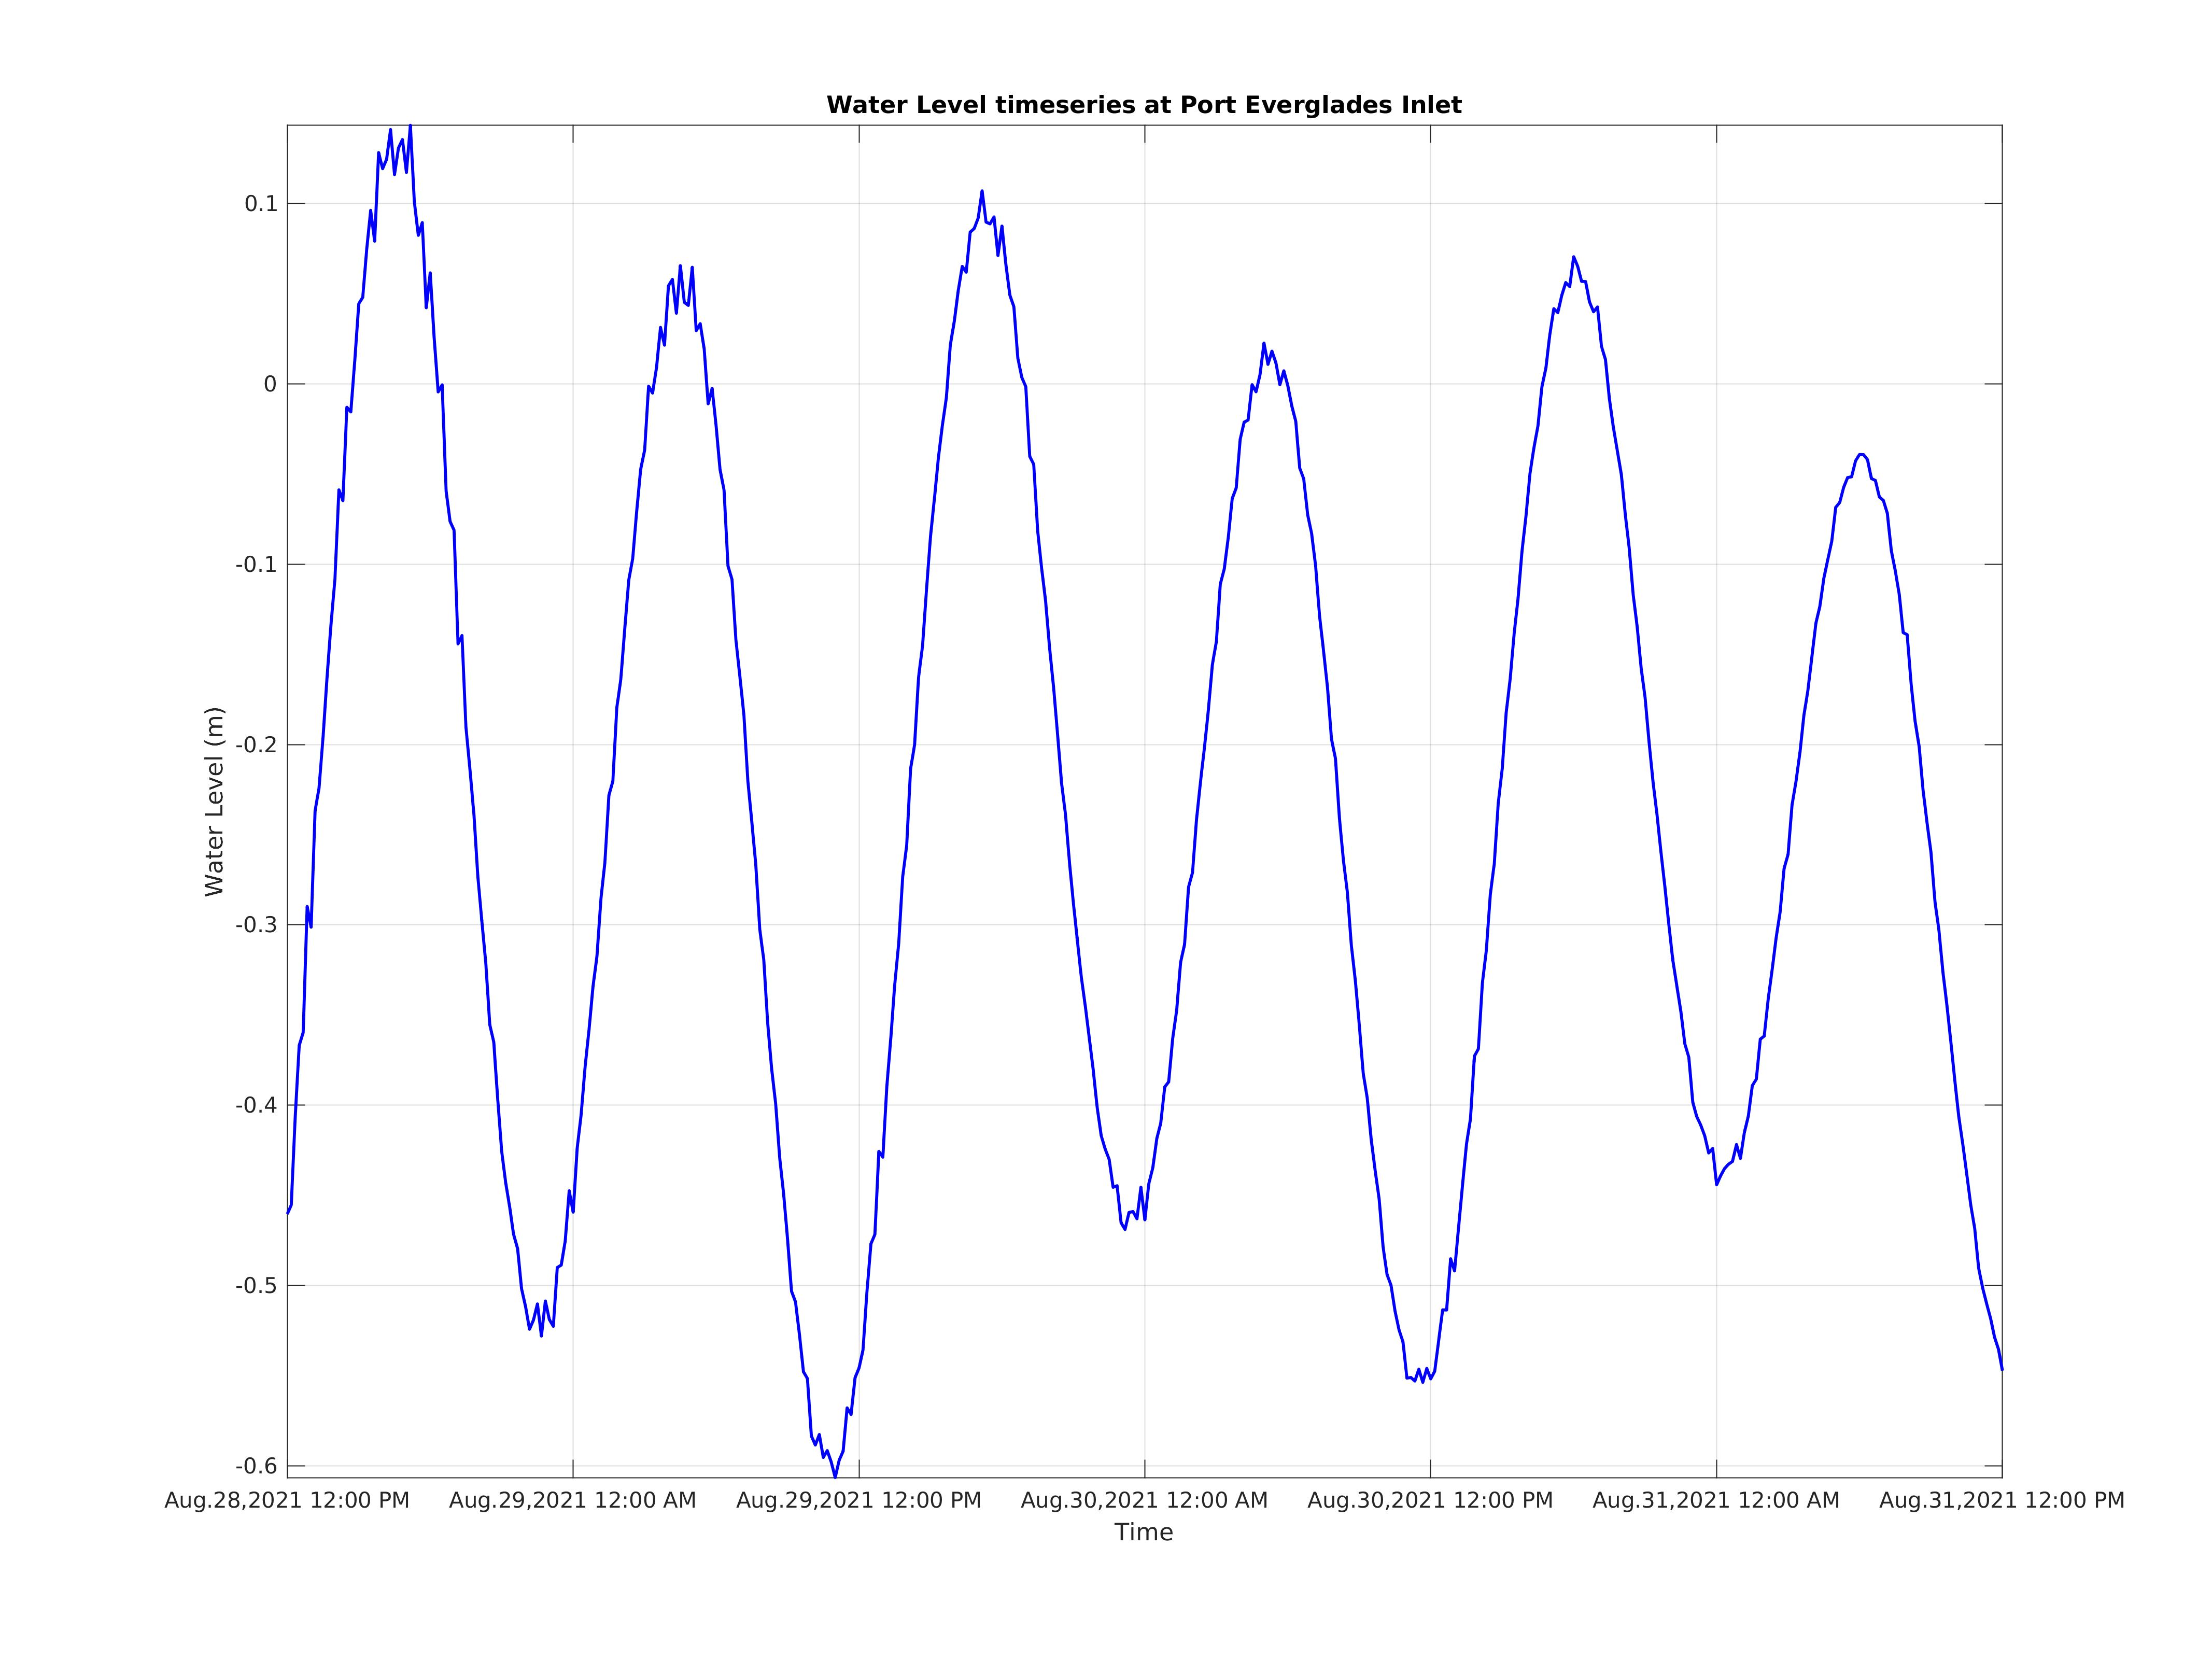 Water Level timeseries at Port Everglades Inlet
0.1
0
-0.1
-0.2
-0.3
-0.4
-0.5
-0.6
Water Level (m)
Aug.28,2021 12:00 PM Aug.29,2021 12:00 AM Aug.29,2021 12:00 PM Aug.30,2021 12:00 AM Aug.30,2021 12:00 PM Aug.31,2021 12:00 AM Aug.31,2021 12:00 PM
Time